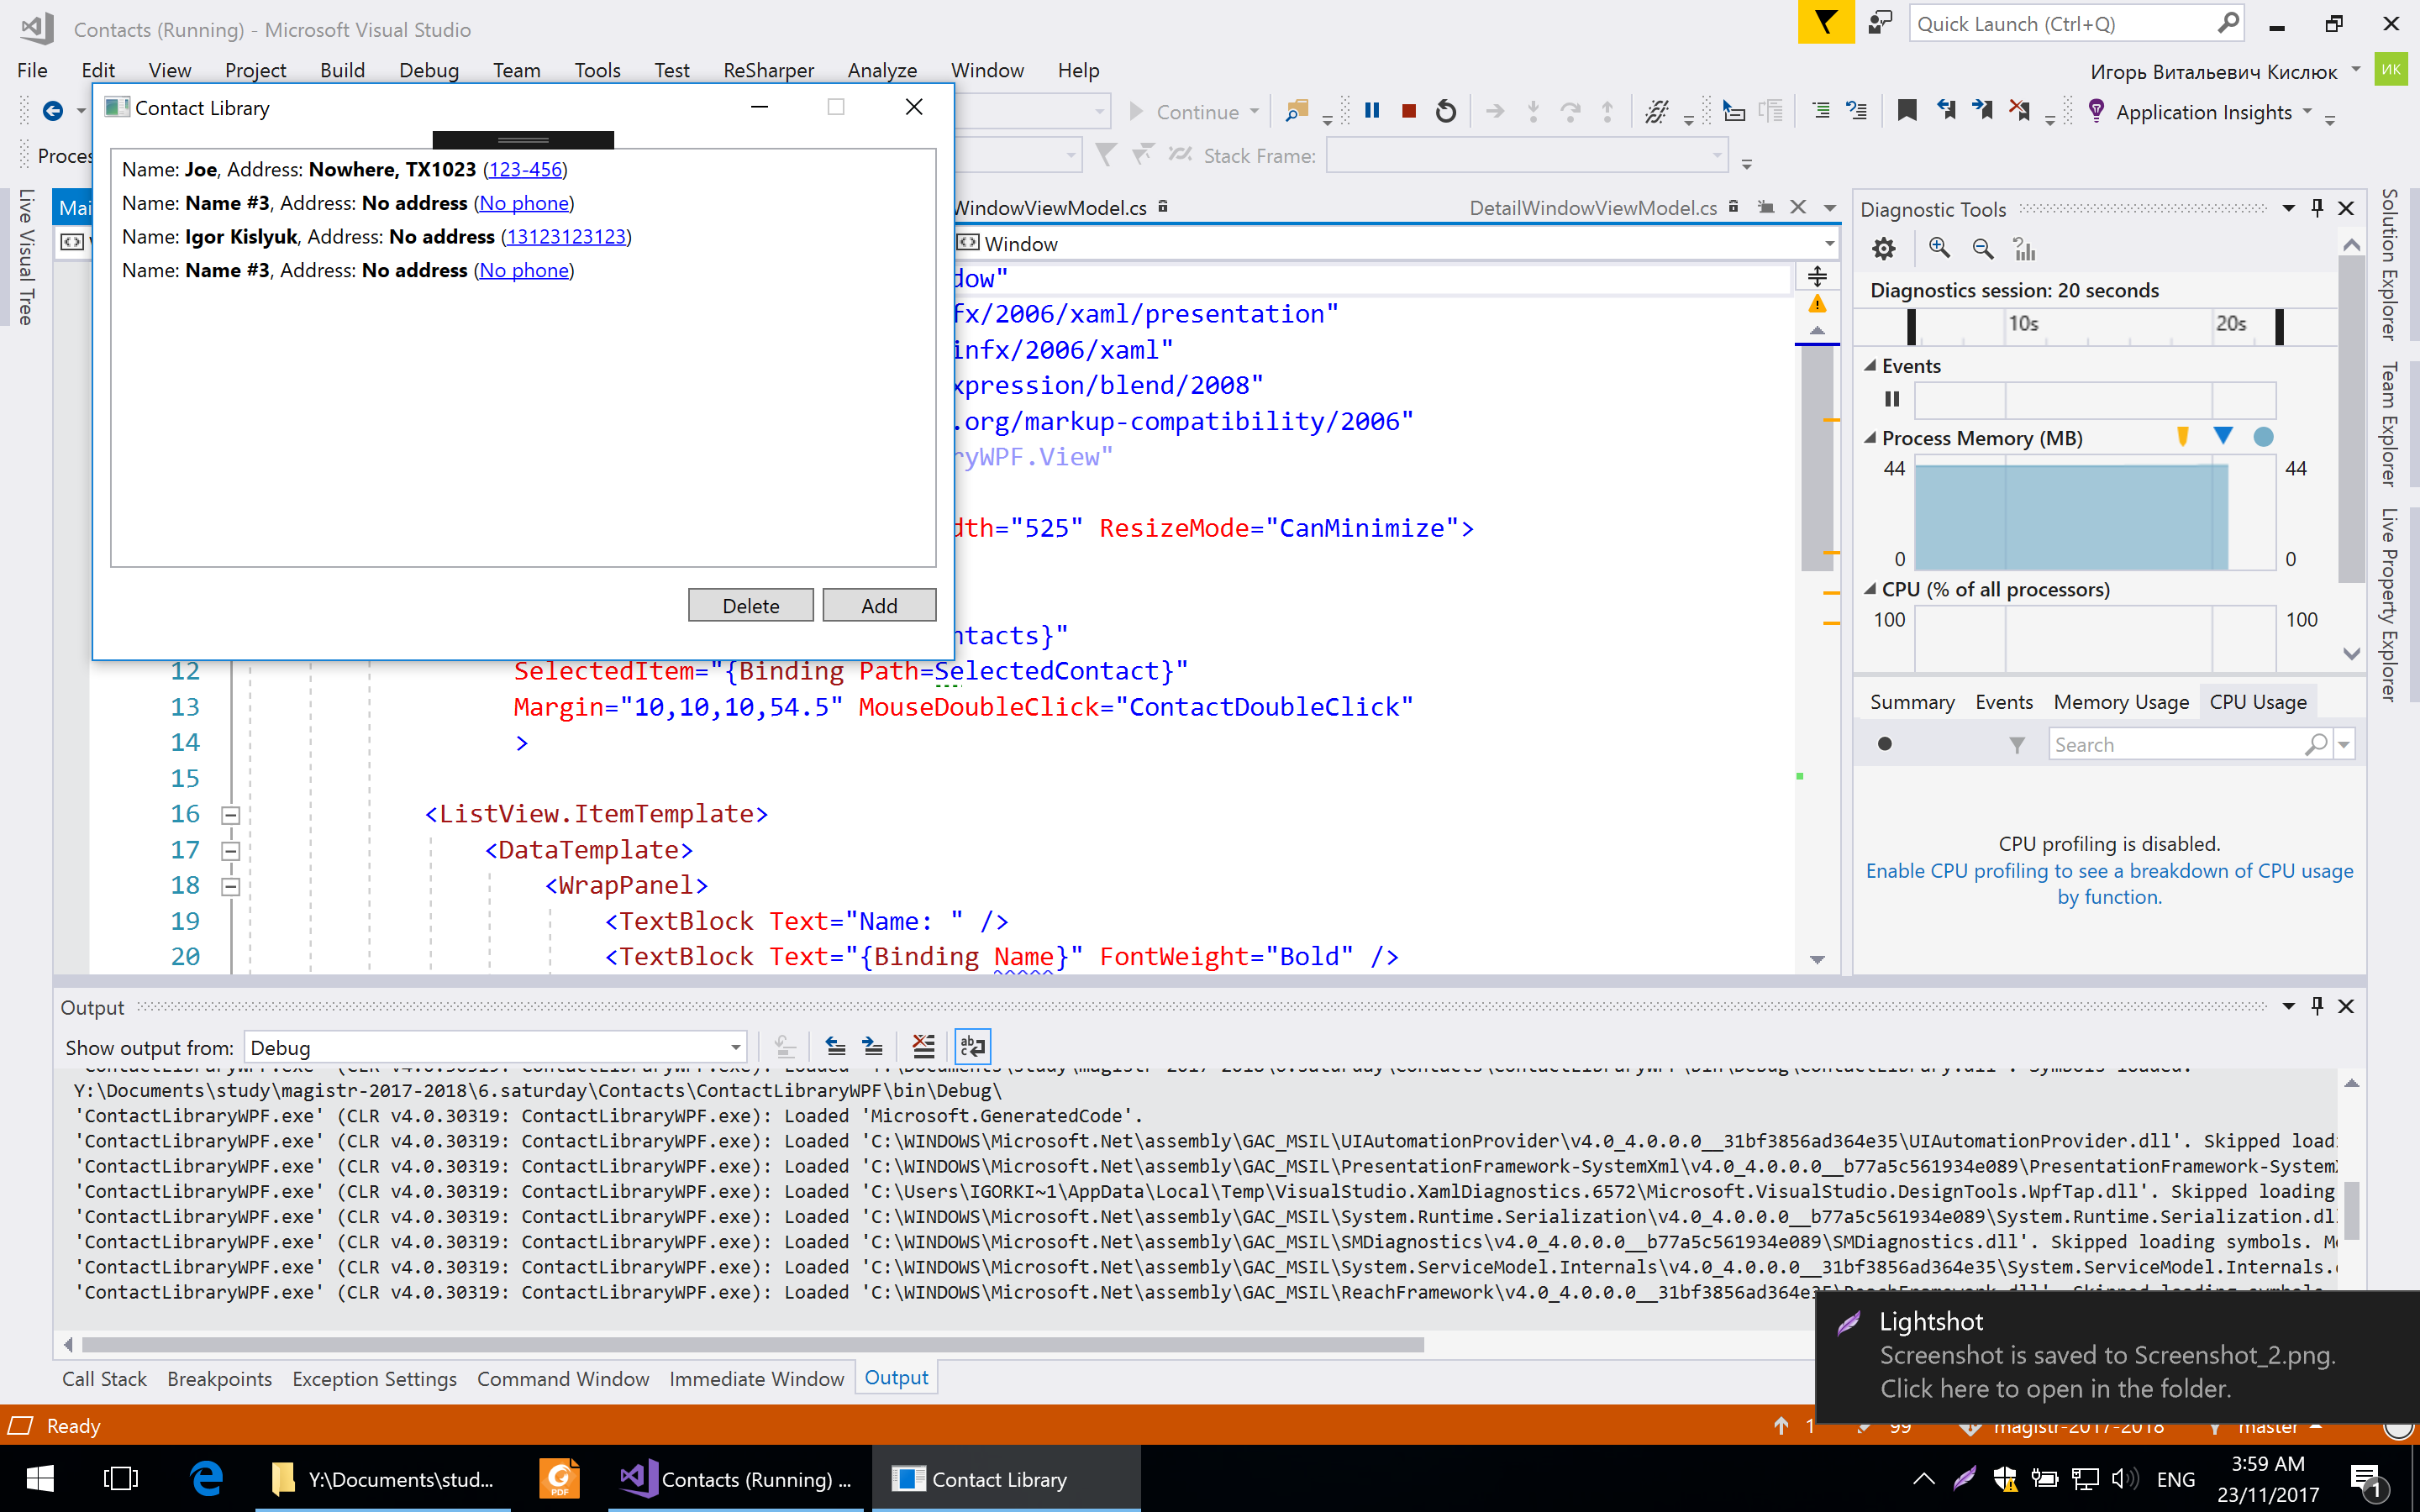 Contacts (Running) - Microsoft Visual Studio
Quick Launch (Ctrl+Q)
File Edit View Project Build Debug Team Tools Test ReSharper Analyze Window Help
Игорь Витальевич Кислюк
ИК
Contact Library
Continue
Application Insights
Stack Frame:
Name: Joe, Address: Nowhere, TX1023 (123-456)
Name: Name #3, Address: No address (No phone)
Name: Igor Kislyuk, Address: No address (13123123123)
Name: Name #3, Address: No address (No phone)
Delete
Add
Live Visual Tree
WindowViewModel.cs
DetailWindowViewModel.cs
Window
dow"
fx/2006/xaml/presentation"
infx/2006/xaml"
xpression/blend/2008"
.org/markup-compatibility/2006"
ryWPF.View"
dth="525" ResizeMode="CanMinimize">
ntacts}"
12 SelectedItem="{Binding Path=SelectedContact}"
13 Margin="10,10,10,54.5" MouseDoubleClick="ContactDoubleClick"
14 >
15
16 <ListView.ItemTemplate>
17 <DataTemplate>
18 <WrapPanel>
19 <TextBlock Text="Name: " />
20 <TextBlock Text="{Binding Name}" FontWeight="Bold" />
Diagnostic Tools
Diagnostics session: 20 seconds
10s 20s
Events
Process Memory (MB)
44 44
0 0
CPU (% of all processors)
100 100
Summary Events Memory Usage CPU Usage
Search
CPU profiling is disabled.
Enable CPU profiling to see a breakdown of CPU usage
by function.
Solution Explorer
Team Explorer
Live Property Explorer
Output
Show output from: Debug
Y:\Documents\study\magistr-2017-2018\6.saturday\Contacts\ContactLibraryWPF\bin\Debug\
'ContactLibraryWPF.exe' (CLR v4.0.30319: ContactLibraryWPF.exe): Loaded 'Microsoft.GeneratedCode'.
'ContactLibraryWPF.exe' (CLR v4.0.30319: ContactLibraryWPF.exe): Loaded 'C:\WINDOWS\Microsoft.Net\assembly\GAC_MSIL\UIAutomationProvider\v4.0_4.0.0.0__31bf3856ad364e35\UIAutomationProvider.dll'. Skipped loadi
'ContactLibraryWPF.exe' (CLR v4.0.30319: ContactLibraryWPF.exe): Loaded 'C:\WINDOWS\Microsoft.Net\assembly\GAC_MSIL\PresentationFramework-SystemXml\v4.0_4.0.0.0__b77a5c561934e089\PresentationFramework-SystemX
'ContactLibraryWPF.exe' (CLR v4.0.30319: ContactLibraryWPF.exe): Loaded 'C:\Users\IGORKI~1\AppData\Local\Temp\VisualStudio.XamlDiagnostics.6572\Microsoft.VisualStudio.DesignTools.WpfTap.dll'. Skipped loading
'ContactLibraryWPF.exe' (CLR v4.0.30319: ContactLibraryWPF.exe): Loaded 'C:\WINDOWS\Microsoft.Net\assembly\GAC_MSIL\System.Runtime.Serialization\v4.0_4.0.0.0__b77a5c561934e089\System.Runtime.Serialization.dl
'ContactLibraryWPF.exe' (CLR v4.0.30319: ContactLibraryWPF.exe): Loaded 'C:\WINDOWS\Microsoft.Net\assembly\GAC_MSIL\SMDiagnostics\v4.0_4.0.0.0__b77a5c561934e089\SMDiagnostics.dll'. Skipped loading symbols. Mo
'ContactLibraryWPF.exe' (CLR v4.0.30319: ContactLibraryWPF.exe): Loaded 'C:\WINDOWS\Microsoft.Net\assembly\GAC_MSIL\System.ServiceModel.Internals\v4.0_4.0.0.0__31bf3856ad364e35\System.ServiceModel.Internals.
'ContactLibraryWPF.exe' (CLR v4.0.30319: ContactLibraryWPF.exe): Loaded 'C:\WINDOWS\Microsoft.Net\assembly\GAC_MSIL\ReachFramework\v4.0_4.0.0.0__31bf3856ad364e35\ReachFramework.dll'. Skipped loading symbols.
Call Stack Breakpoints Exception Settings Command Window Immediate Window Output
Lightshot
Screenshot is saved to Screenshot_2.png.
Click here to open in the folder.
Ready
1 99 magistr-2017-2018 master
Y:\Documents\stud... Contacts (Running) ... Contact Library
ENG
3:59 AM
23/11/2017
1